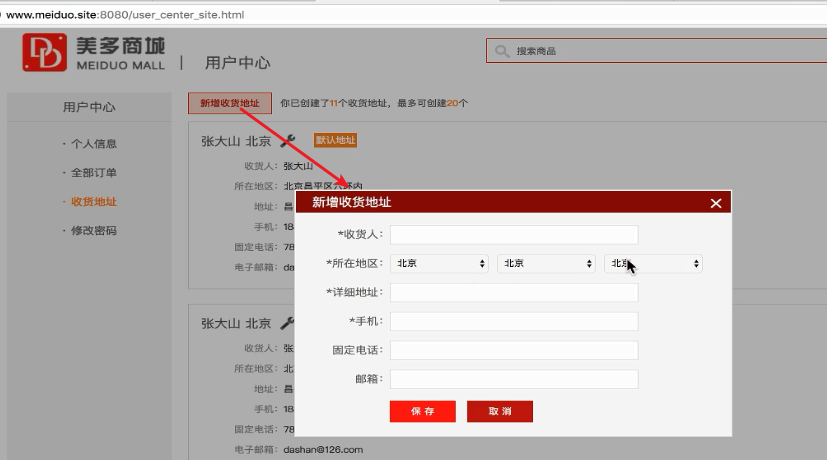 www.meiduo.site:8080/user_center_site.html
美多商城
MEIDUO MALL
用户中心
搜索商品
用户中心
· 个人信息
· 全部订单
· 收货地址
· 修改密码
新增收货地址 你已创建了11个收货地址，最多可创建20个
张大山 北京 默认地址
收货人：张大山
所在地区：北京昌平区六环内
地址：昌
手机：18
固定电话：78
电子邮箱：da
张大山 北京
收货人：张
所在地区：北
地址：昌
手机：18
固定电话：78
电子邮箱：dashan@126.com
新增收货地址
*收货人：
*所在地区：北京 北京 北京
*详细地址：
*手机：
固定电话：
邮箱：
保存 取消